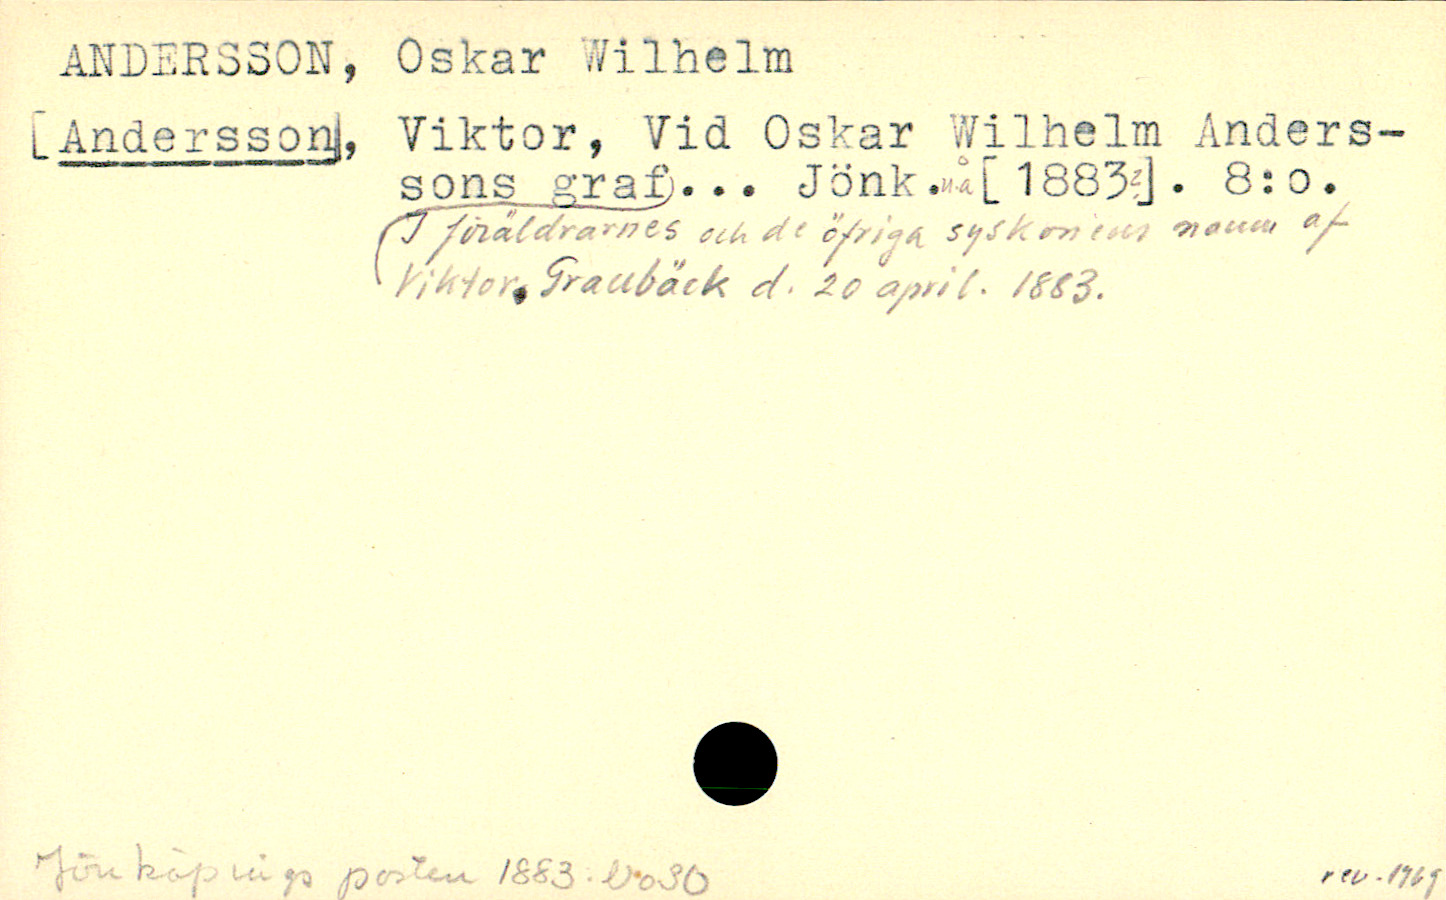 ANDERSSON, Oskar Wilhelm
[Andersson], Viktor, Vid Oskar Wilhelm Anders-
sons graf... Jönk. u.å [1883?]. 8:o.
I föräldrarnes och de öfriga syskonens namn af
Viktor. Granbäck d. 20 april. 1883.
Jönköpings posten 1883: No 30
rev. 1969